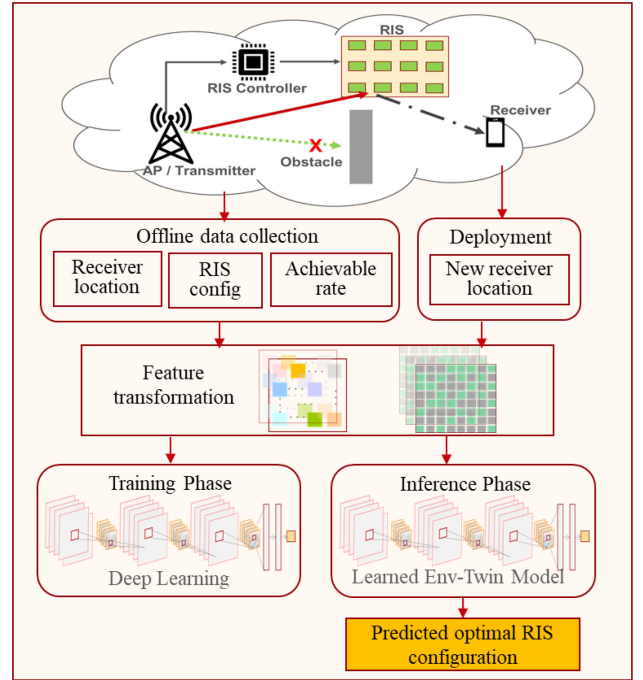 RIS
RIS Controller
Receiver
X
Obstacle
AP / Transmitter
Offline data collection
Receiver
location
RIS
config
Achievable
rate
Deployment
New receiver
location
Feature
transformation
Training Phase
Deep Learning
Inference Phase
Learned Env-Twin Model
Predicted optimal RIS
configuration